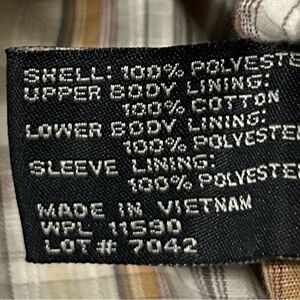 SHELL: 100% POLYESTE
UPPER BODY LINING:
100% COTTON
LOWER BODY LINING:
100% POLYESTE
SLEEVE LINING:
100% POLYESTE
MADE IN VIETNAM
WPL 11590
LOT# 7042